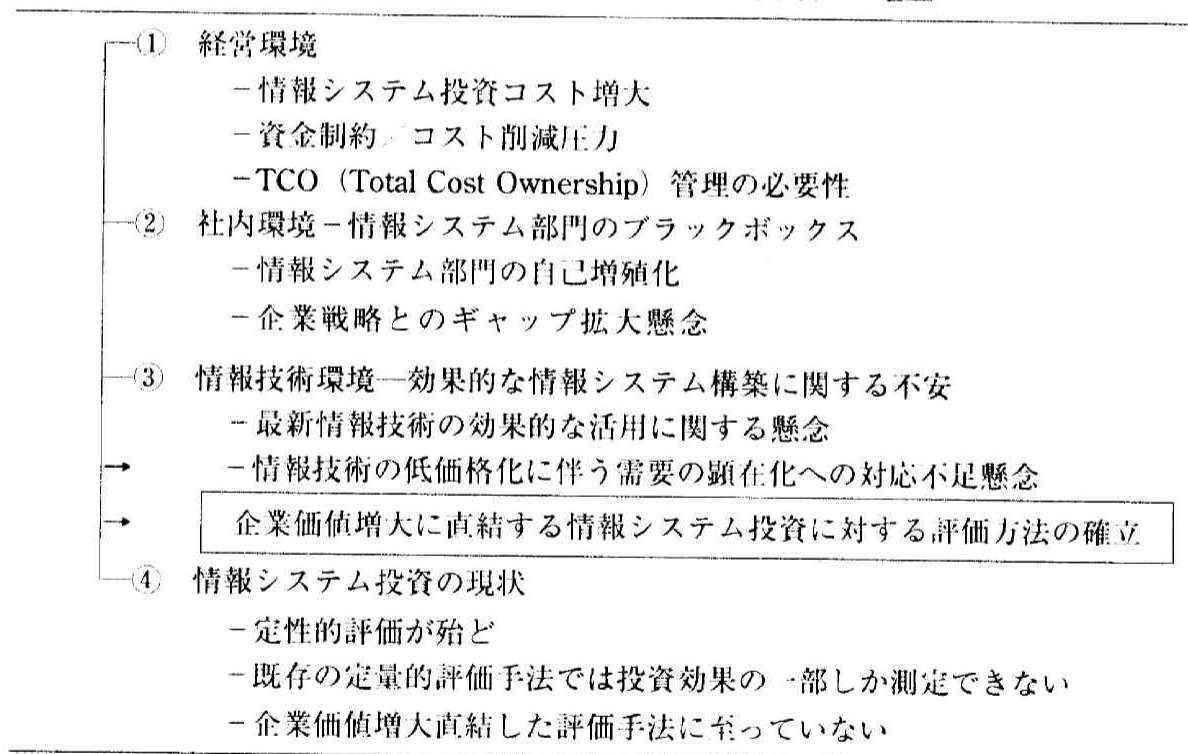 ① 経営環境
－情報システム投資コスト増大
－資金制約／コスト削減圧力
－TCO（Total Cost Ownership）管理の必要性
② 社内環境－情報システム部門のブラックボックス
－情報システム部門の自己増殖化
－企業戦略とのギャップ拡大懸念
③ 情報技術環境―効果的な情報システム構築に関する不安
－最新情報技術の効果的な活用に関する懸念
→ －情報技術の低価格化に伴う需要の顕在化への対応不足懸念
→ 企業価値増大に直結する情報システム投資に対する評価方法の確立
④ 情報システム投資の現状
－定性的評価が殆ど
－既存の定量的評価手法では投資効果の一部しか測定できない
－企業価値増大直結した評価手法に至っていない